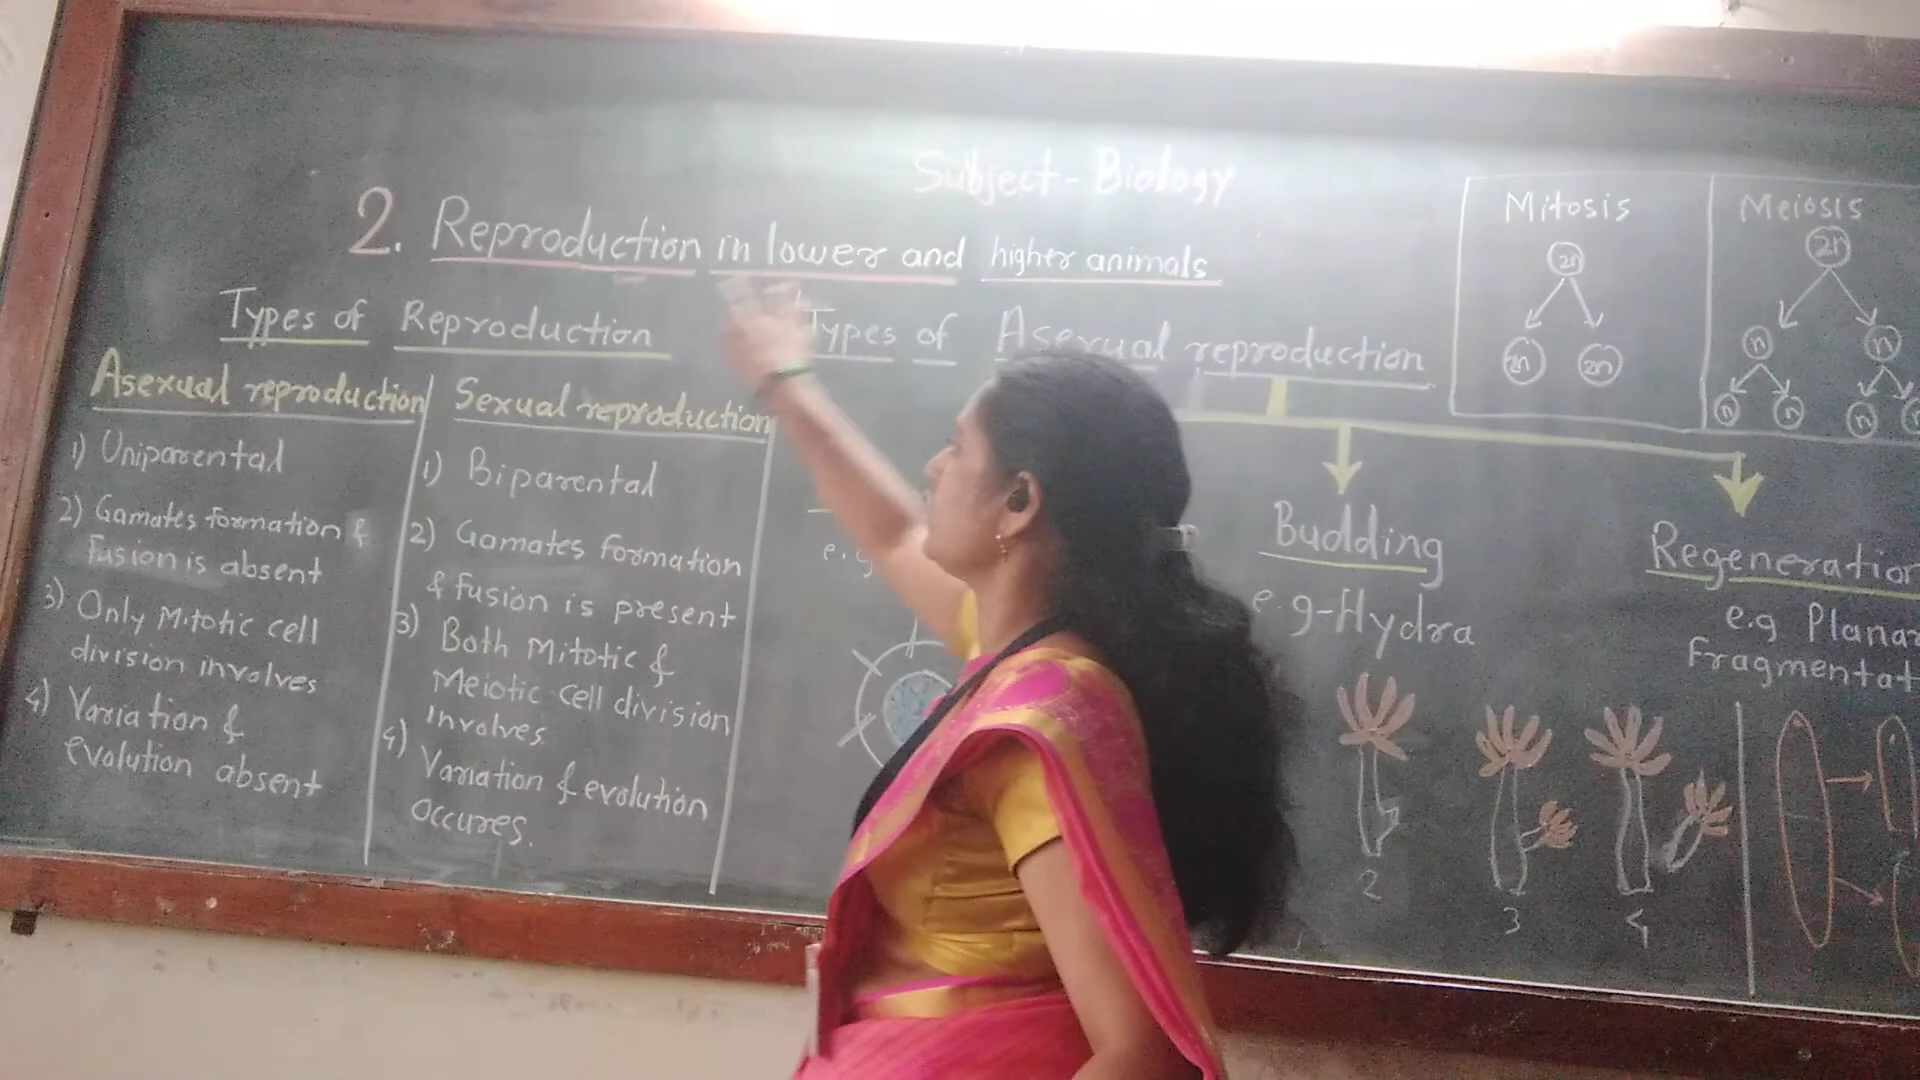 Subject - Biology
2. Reproduction in lower and higher animals
Types of Reproduction
Asexual reproduction
1) Uniparental
2) Gamates formation &
fusion is absent
3) Only Mitotic cell
division involves
4) Variation &
evolution absent
Sexual reproduction
1) Biparental
2) Gamates formation
& fusion is present
3) Both Mitotic &
Meiotic cell division
involves.
4) Variation & evolution
occures.
Types of Asexual reproduction
e.g
Budding
e.g-Hydra
2
3
4
Regeneration
e.g
Mitosis
2n
2n 2n
Meiosis
2n
n n
n n n n